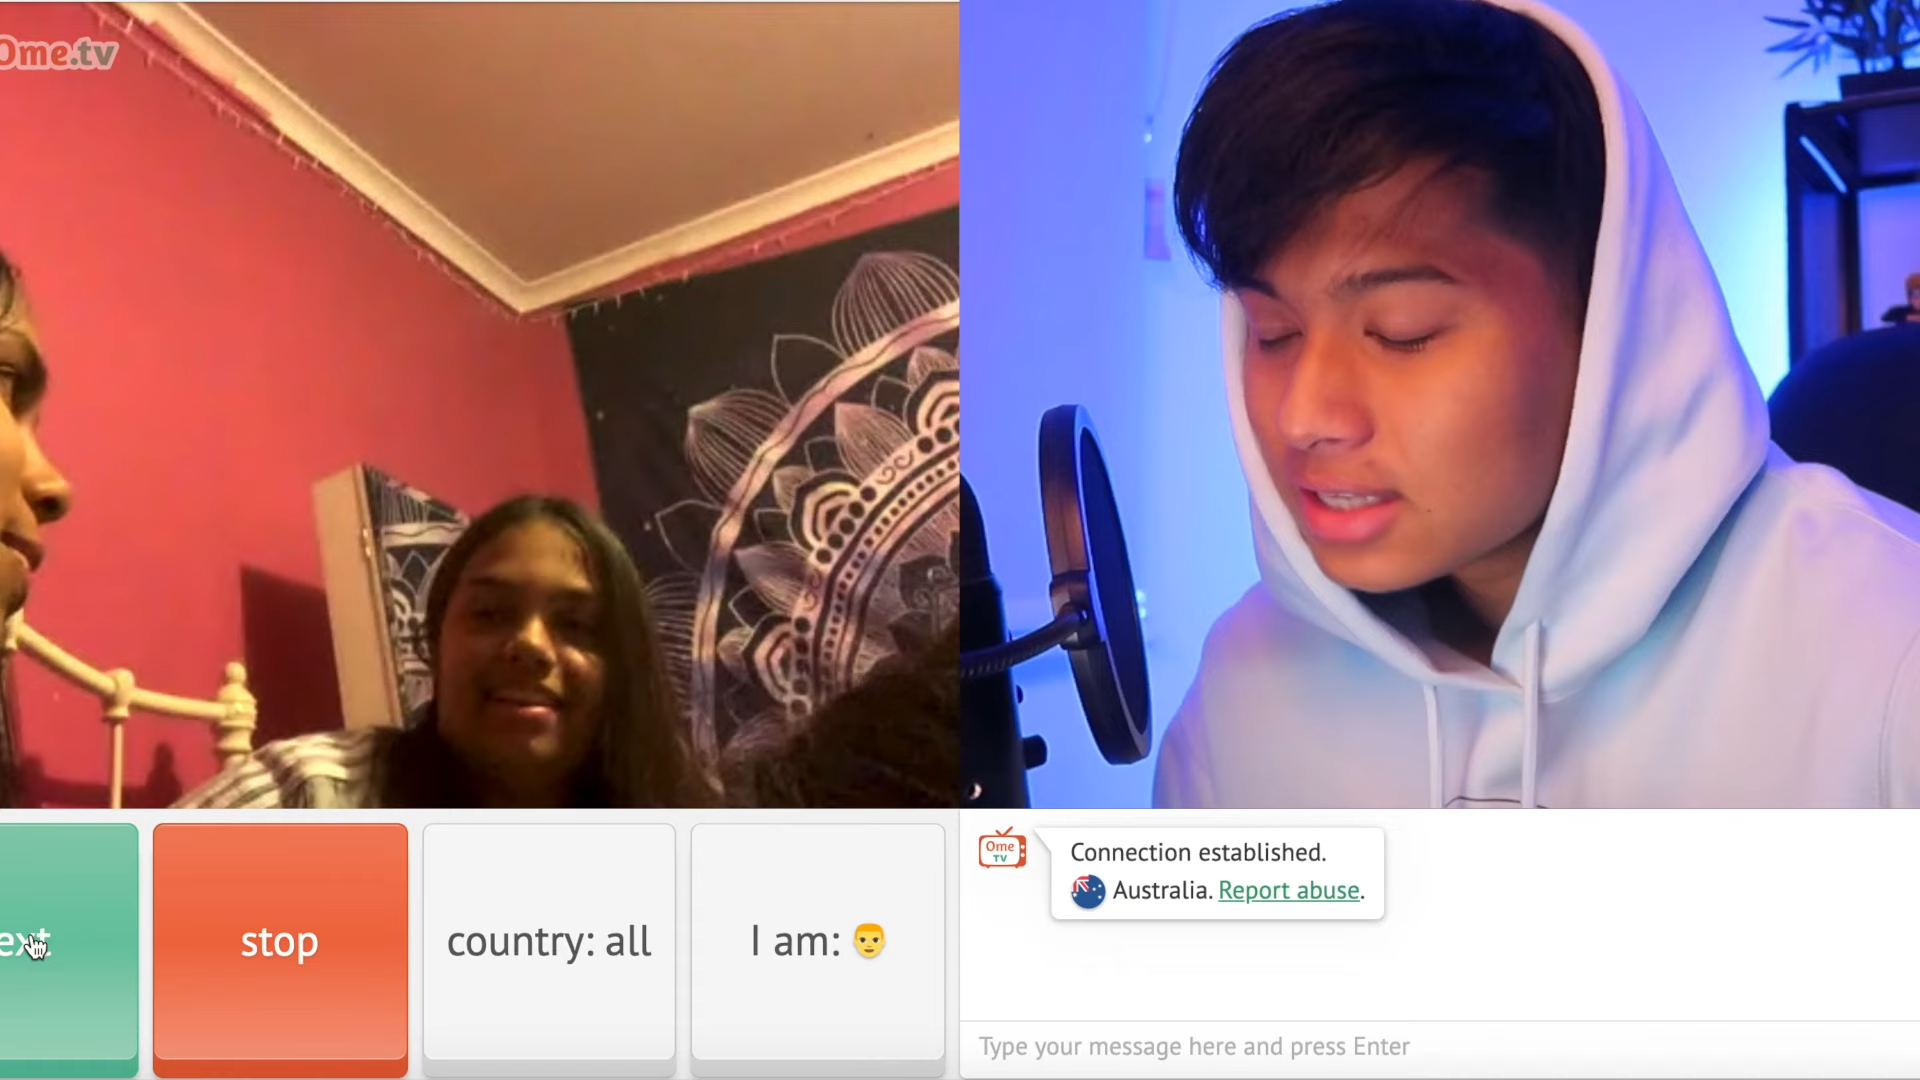 Ome.tv
ext
stop
country: all
I am:
Ome
TV
Connection established.
Australia. Report abuse.
Type your message here and press Enter